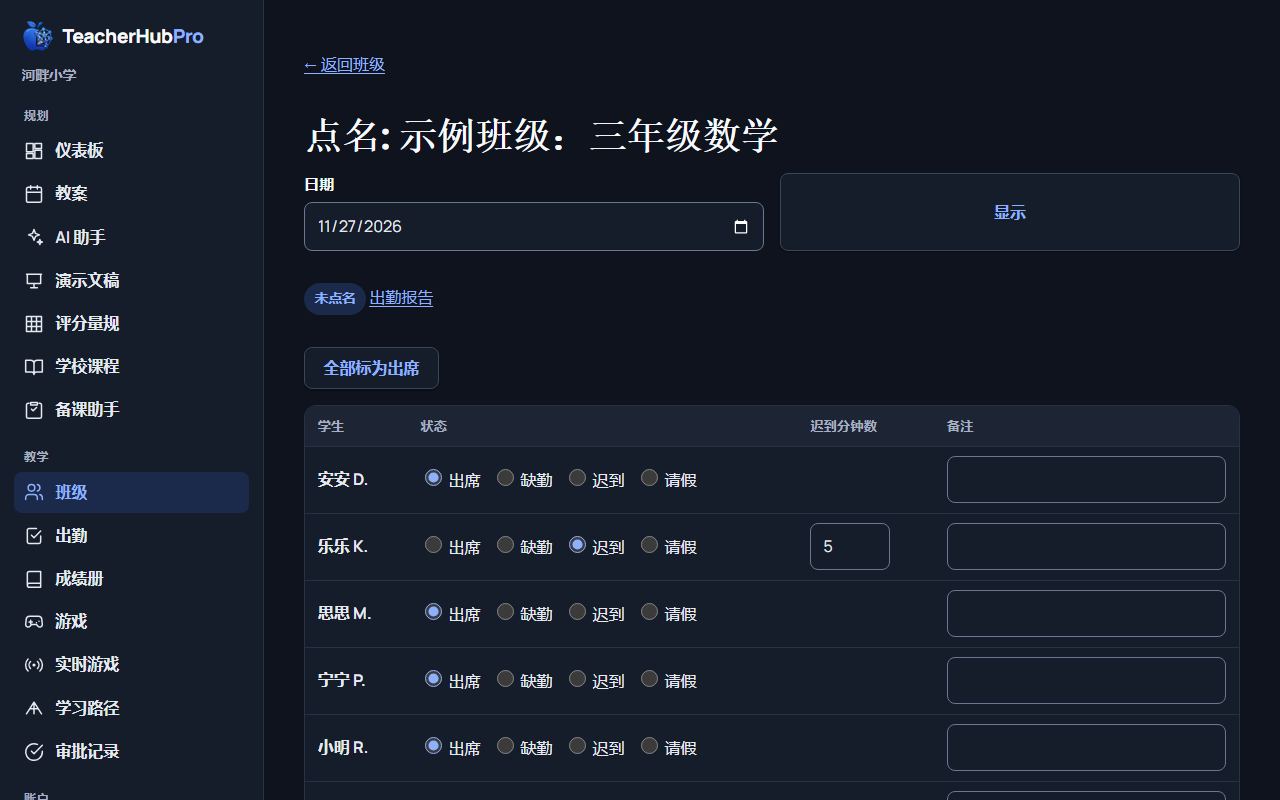 TeacherHubPro
河畔小学
规划
仪表板
教案
AI 助手
演示文稿
评分量规
学校课程
备课助手
教学
班级
出勤
成绩册
游戏
实时游戏
学习路径
审批记录
账户
← 返回班级
点名: 示例班级：三年级数学
日期
11/27/2026
显示
未点名 出勤报告
全部标为出席
学生 状态 迟到分钟数 备注
安安 D. 出席 缺勤 迟到 请假
乐乐 K. 出席 缺勤 迟到 请假 5
思思 M. 出席 缺勤 迟到 请假
宁宁 P. 出席 缺勤 迟到 请假
小明 R. 出席 缺勤 迟到 请假